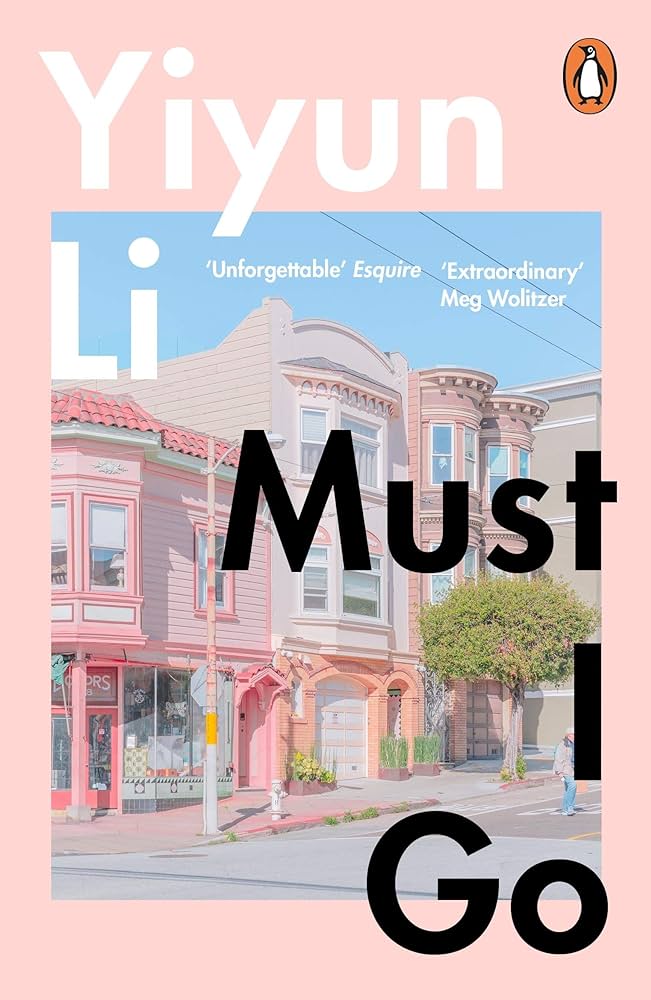 Yiyun
Li
‘Unforgettable’ Esquire
‘Extraordinary’
Meg Wolitzer
Must
I
Go